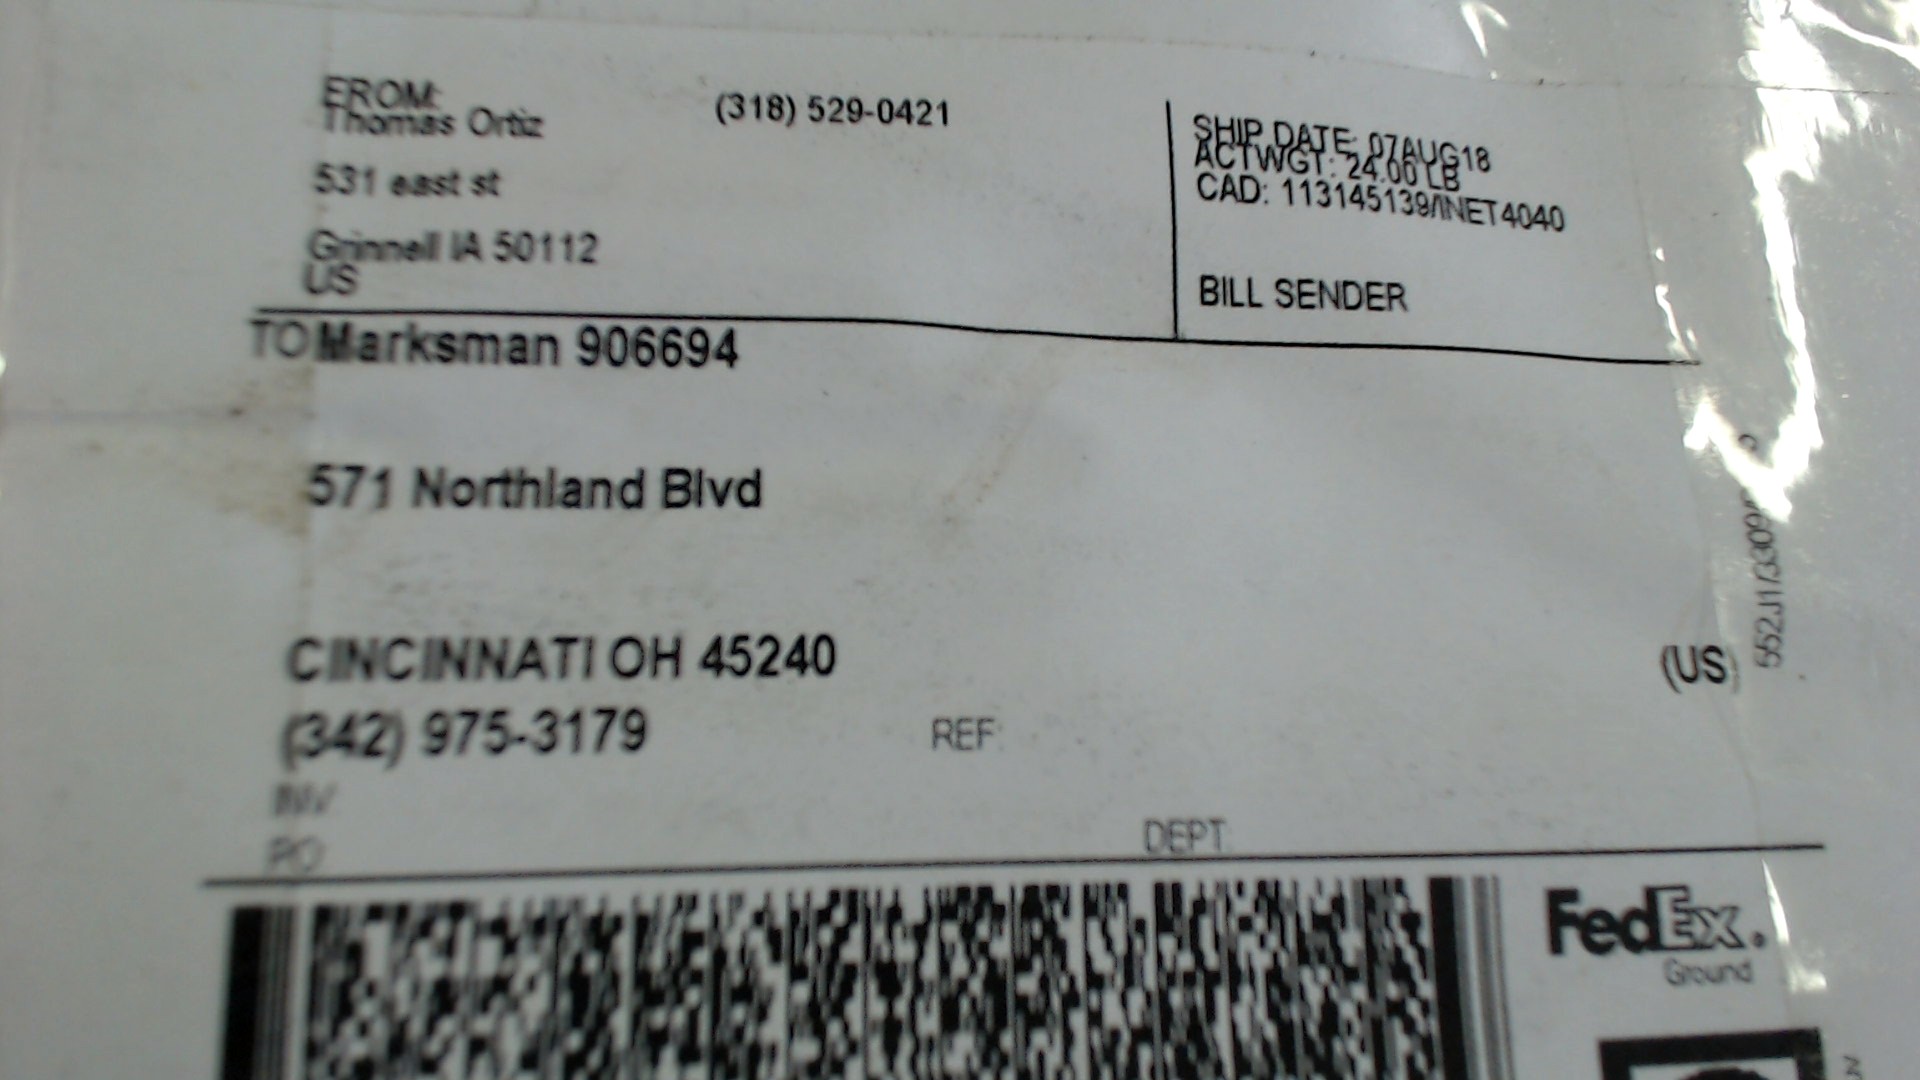 FROM:
Thomas Ortiz
(318) 529-0421
531 east st
Grinnell IA 50112
US
SHIP DATE: 07AUG18
ACTWGT: 24.00 LB
CAD: 113145139/INET4040
BILL SENDER
TO Marksman 906694
571 Northland Blvd
CINCINNATI OH 45240
(US)
(342) 975-3179
REF:
INV
PO
DEPT:
FedEx.
Ground